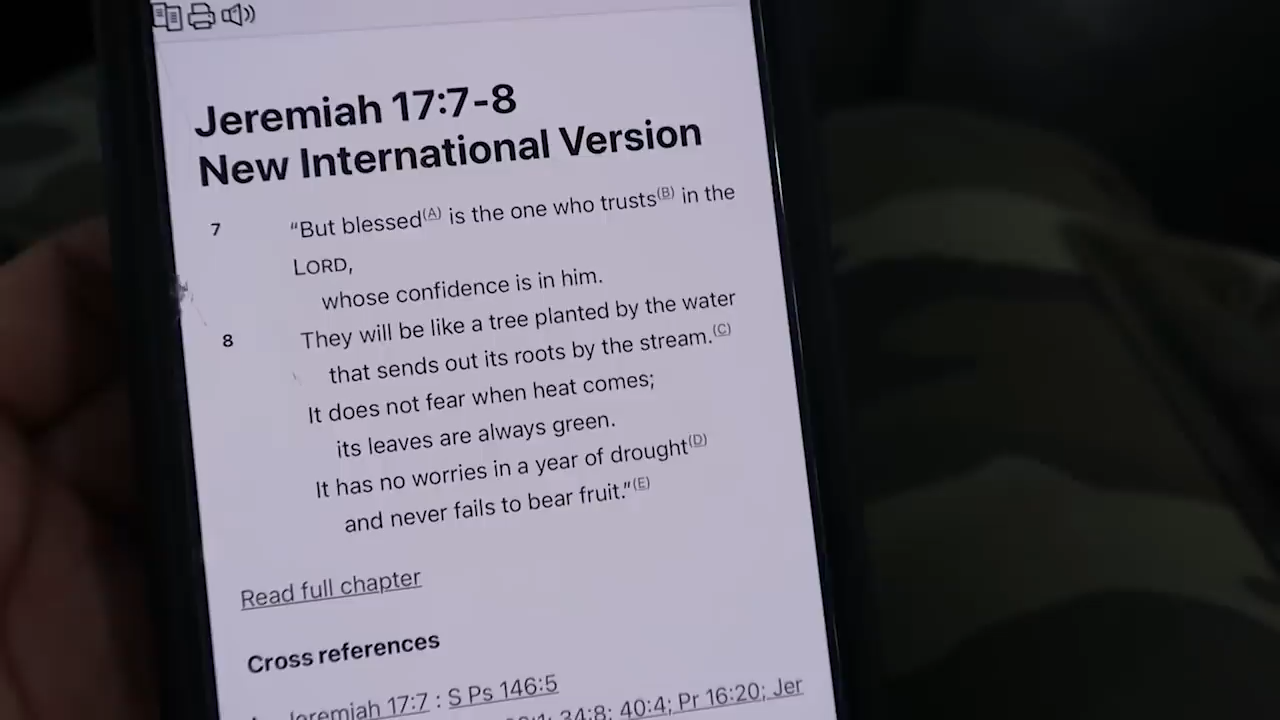 Jeremiah 17:7-8
New International Version
7 “But blessed(A) is the one who trusts(B) in the
LORD,
whose confidence is in him.
8 They will be like a tree planted by the water
that sends out its roots by the stream.(C)
It does not fear when heat comes;
its leaves are always green.
It has no worries in a year of drought(D)
and never fails to bear fruit.”(E)
Read full chapter
Cross references
Jeremiah 17:7 : S Ps 146:5
34:8; 40:4; Pr 16:20; Jer